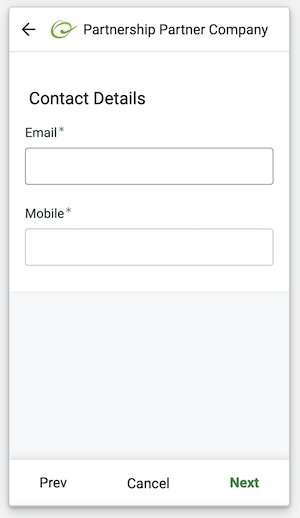 Partnership Partner Company
Contact Details
Email*
Mobile*
Prev Cancel Next